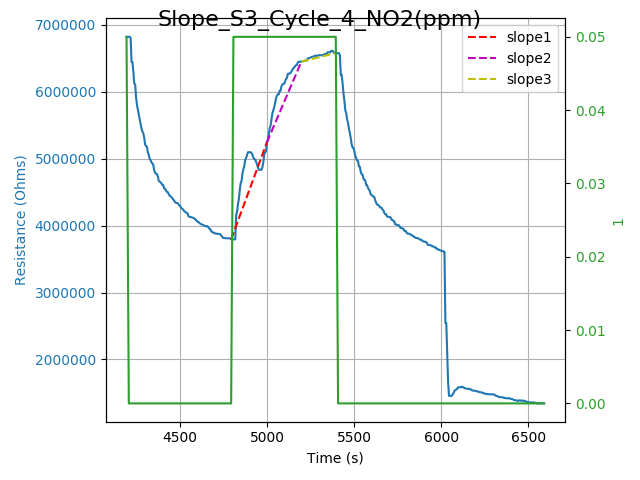 Slope_S3_Cycle_4_NO2(ppm)
7000000
6000000
5000000
4000000
3000000
2000000
Resistance (Ohms)
slope1
slope2
slope3
0.05
0.04
0.03
0.02
0.01
0.00
1
4500 5000 5500 6000 6500
Time (s)